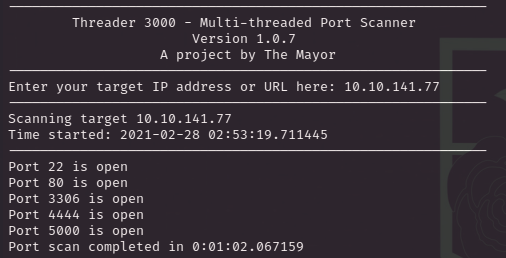 Threader 3000 - Multi-threaded Port Scanner
Version 1.0.7
A project by The Mayor
Enter your target IP address or URL here: 10.10.141.77
Scanning target 10.10.141.77
Time started: 2021-02-28 02:53:19.711445
Port 22 is open
Port 80 is open
Port 3306 is open
Port 4444 is open
Port 5000 is open
Port scan completed in 0:01:02.067159